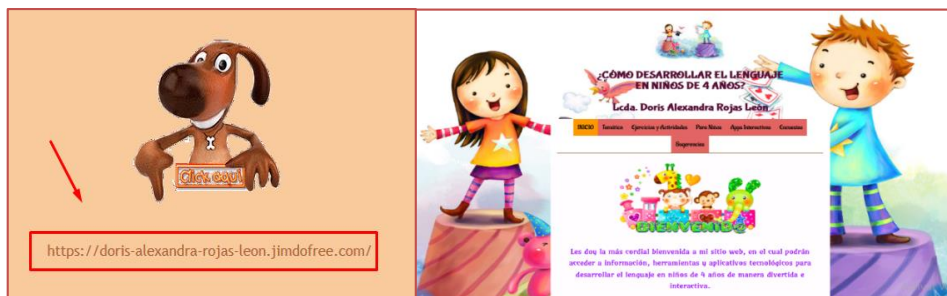 Click aquí
https://doris-alexandra-rojas-leon.jimdofree.com/
¿CÓMO DESARROLLAR EL LENGUAJE
EN NIÑOS DE 4 AÑOS?
Lcda. Doris Alexandra Rojas León
INICIO Temática Ejercicios y Actividades Para Niños Apps Interactivas Consultas
Sugerencias
BIENVENIDO
Les doy la más cordial bienvenida a mi sitio web, en el cual podrán
acceder a información, herramientas y aplicativos tecnológicos para
desarrollar el lenguaje en niños de 4 años de manera divertida e
interactiva.